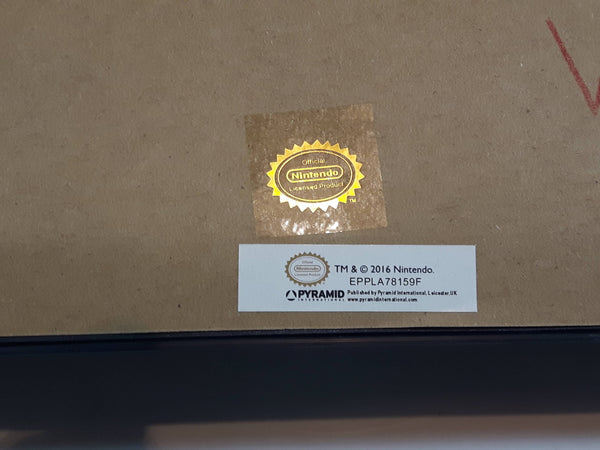 Official
Nintendo
Licensed Product
™
Official
Nintendo
Licensed Product
TM & © 2016 Nintendo.
EPPLA78159F
PYRAMID
INTERNATIONAL
Published by Pyramid International, Leicester,UK
www.pyramidinternational.com